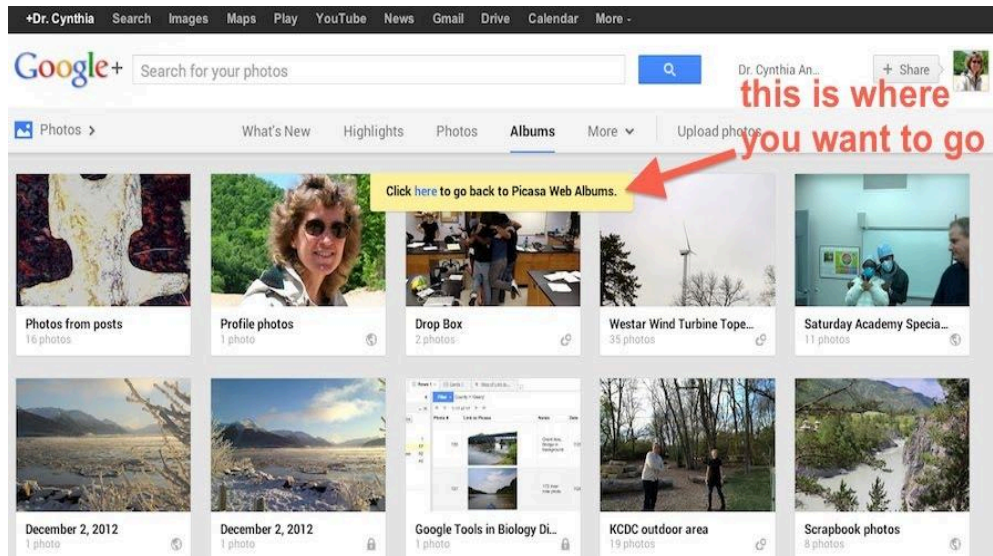 +Dr. Cynthia Search Images Maps Play YouTube News Gmail Drive Calendar More -
Google+ Search for your photos Dr. Cynthia An... + Share
this is where
you want to go
Photos > What's New Highlights Photos Albums More Upload photos
Click here to go back to Picasa Web Albums.
Photos from posts Profile photos Drop Box Westar Wind Turbine Tope... Saturday Academy Specia...
16 photos 1 photo 2 photos 35 photos 11 photos
December 2, 2012 December 2, 2012 Google Tools in Biology Di... KCDC outdoor area Scrapbook photos
1 photo 1 photo 1 photo 19 photos 8 photos